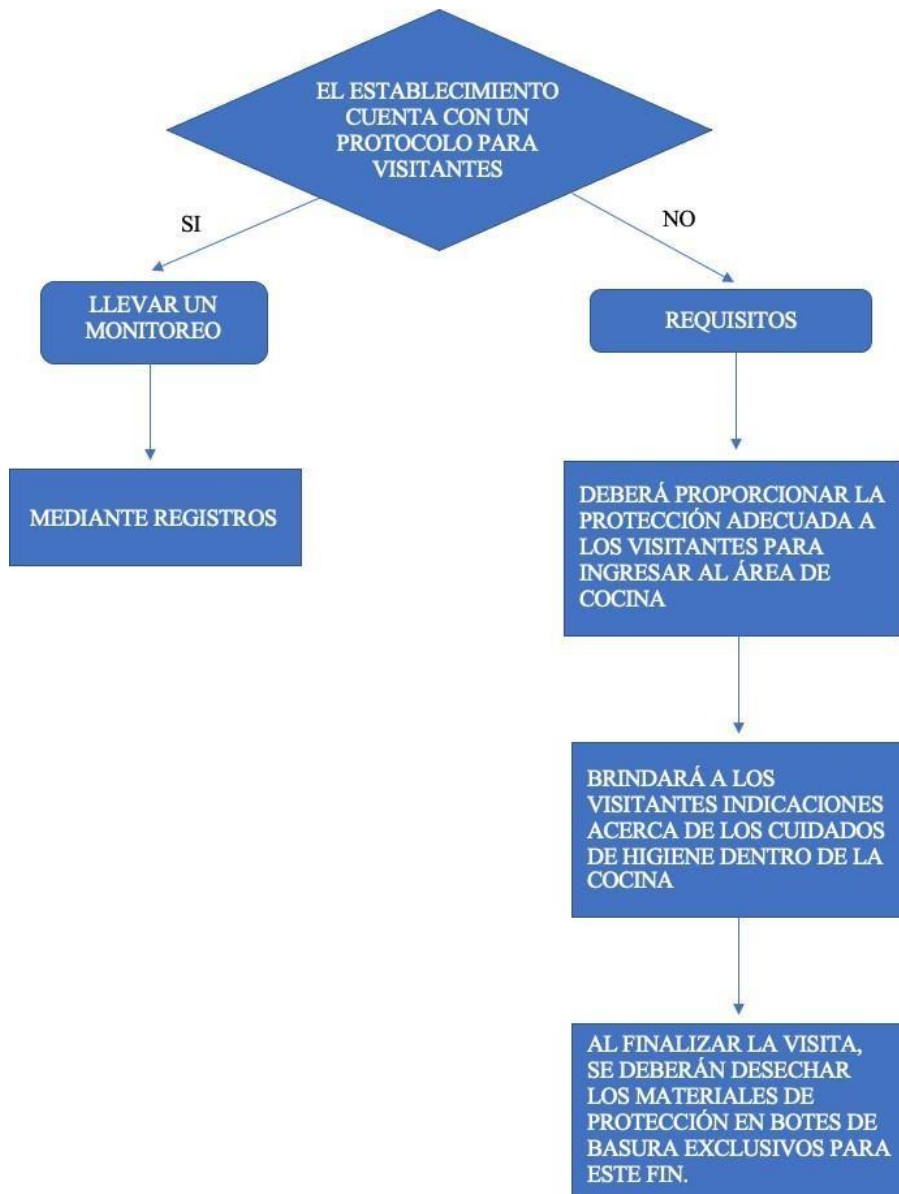 EL ESTABLECIMIENTO
CUENTA CON UN
PROTOCOLO PARA
VISITANTES
SI
NO
LLEVAR UN
MONITOREO
REQUISITOS
MEDIANTE REGISTROS
DEBERÁ PROPORCIONAR LA
PROTECCIÓN ADECUADA A
LOS VISITANTES PARA
INGRESAR AL ÁREA DE
COCINA
BRINDARÁ A LOS
VISITANTES INDICACIONES
ACERCA DE LOS CUIDADOS
DE HIGIENE DENTRO DE LA
COCINA
AL FINALIZAR LA VISITA,
SE DEBERÁN DESECHAR
LOS MATERIALES DE
PROTECCIÓN EN BOTES DE
BASURA EXCLUSIVOS PARA
ESTE FIN.